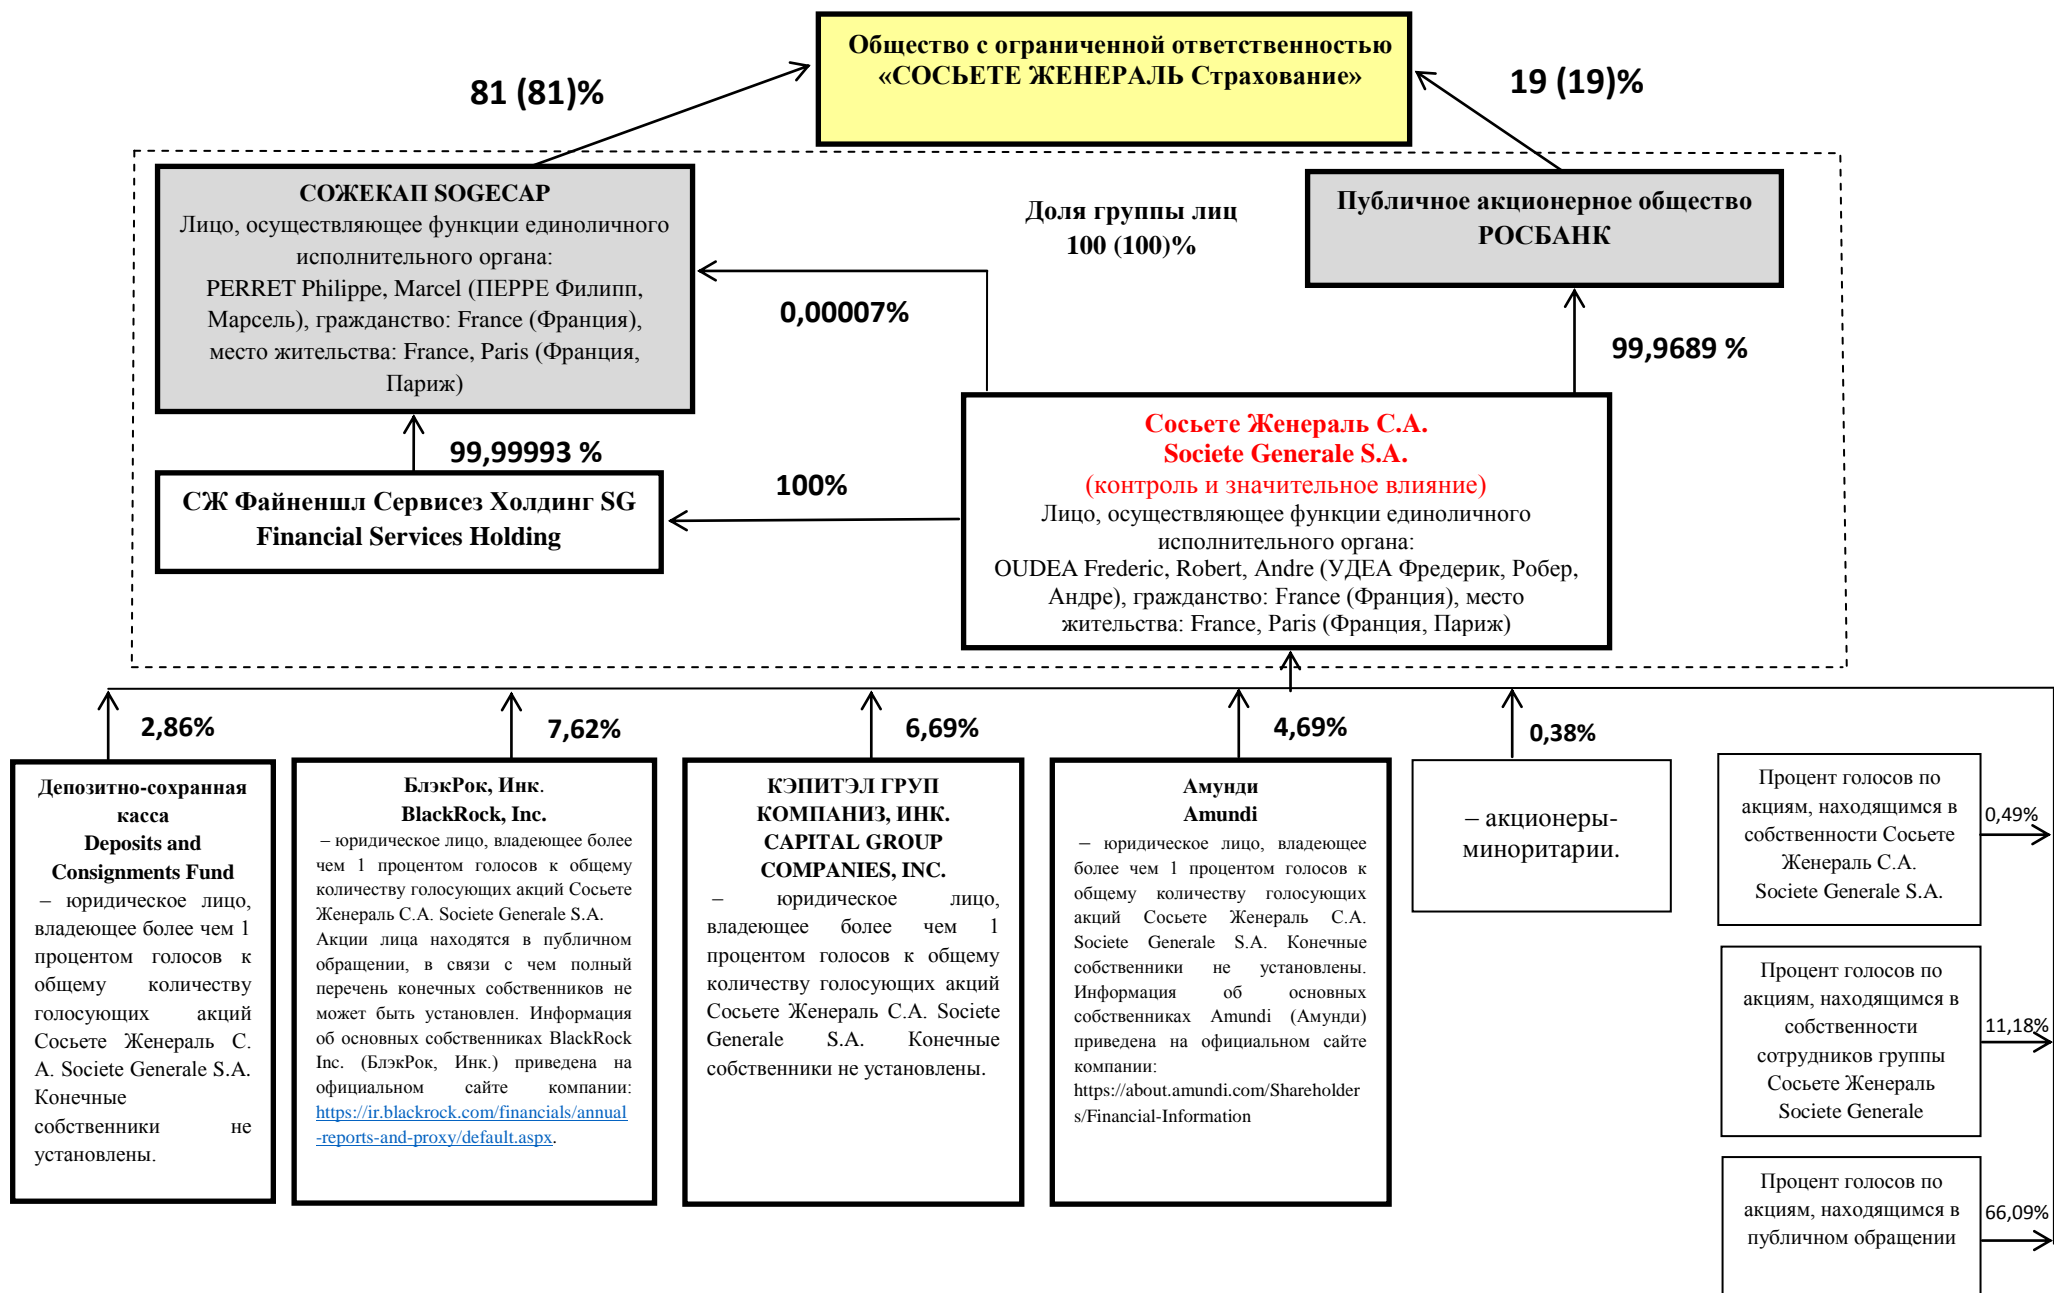 Общество с ограниченной ответственностью
«СОСЬЕТЕ ЖЕНЕРАЛЬ Страхование»
81 (81)%
19 (19)%
СОЖЕКАП SOGECAP
Лицо, осуществляющее функции единоличного
исполнительного органа:
PERRET Philippe, Marcel (ПЕРРЕ Филипп,
Марсель), гражданство: France (Франция),
место жительства: France, Paris (Франция,
Париж)
Доля группы лиц
100 (100)%
Публичное акционерное общество
РОСБАНК
0,00007%
99,9689 %
99,99993 %
СЖ Файненшл Сервисез Холдинг SG
Financial Services Holding
100%
Сосьете Женераль С.А.
Societe Generale S.A.
(контроль и значительное влияние)
Лицо, осуществляющее функции единоличного
исполнительного органа:
OUDEA Frederic, Robert, Andre (УДЕА Фредерик, Робер,
Андре), гражданство: France (Франция), место
жительства: France, Paris (Франция, Париж)
2,86%
7,62%
6,69%
4,69%
0,38%
Депозитно-сохранная
касса
Deposits and
Consignments Fund
– юридическое лицо,
владеющее более чем 1
процентом голосов к
общему количеству
голосующих акций
Сосьете Женераль С.
А. Societe Generale S.A.
Конечные
собственники не
установлены.
БлэкРок, Инк.
BlackRock, Inc.
– юридическое лицо, владеющее более
чем 1 процентом голосов к общему
количеству голосующих акций Сосьете
Женераль С.А. Societe Generale S.A.
Акции лица находятся в публичном
обращении, в связи с чем полный
перечень конечных собственников не
может быть установлен. Информация
об основных собственниках BlackRock
Inc. (БлэкРок, Инк.) приведена на
официальном сайте компании:
https://ir.blackrock.com/financials/annual
-reports-and-proxy/default.aspx.
КЭПИТЭЛ ГРУП
КОМПАНИЗ, ИНК.
CAPITAL GROUP
COMPANIES, INC.
– юридическое лицо,
владеющее более чем 1
процентом голосов к общему
количеству голосующих акций
Сосьете Женераль С.А. Societe
Generale S.A. Конечные
собственники не установлены.
Амунди
Amundi
– юридическое лицо, владеющее
более чем 1 процентом голосов к
общему количеству голосующих
акций Сосьете Женераль С.А.
Societe Generale S.A. Конечные
собственники не установлены.
Информация об основных
собственниках Amundi (Амунди)
приведена на официальном сайте
компании:
https://about.amundi.com/Shareholder
s/Financial-Information
– акционеры-
миноритарии.
Процент голосов по
акциям, находящимся в
собственности Сосьете
Женераль С.А.
Societe Generale S.A.
0,49%
Процент голосов по
акциям, находящимся в
собственности
сотрудников группы
Сосьете Женераль
Societe Generale
11,18%
Процент голосов по
акциям, находящимся в
публичном обращении
66,09%